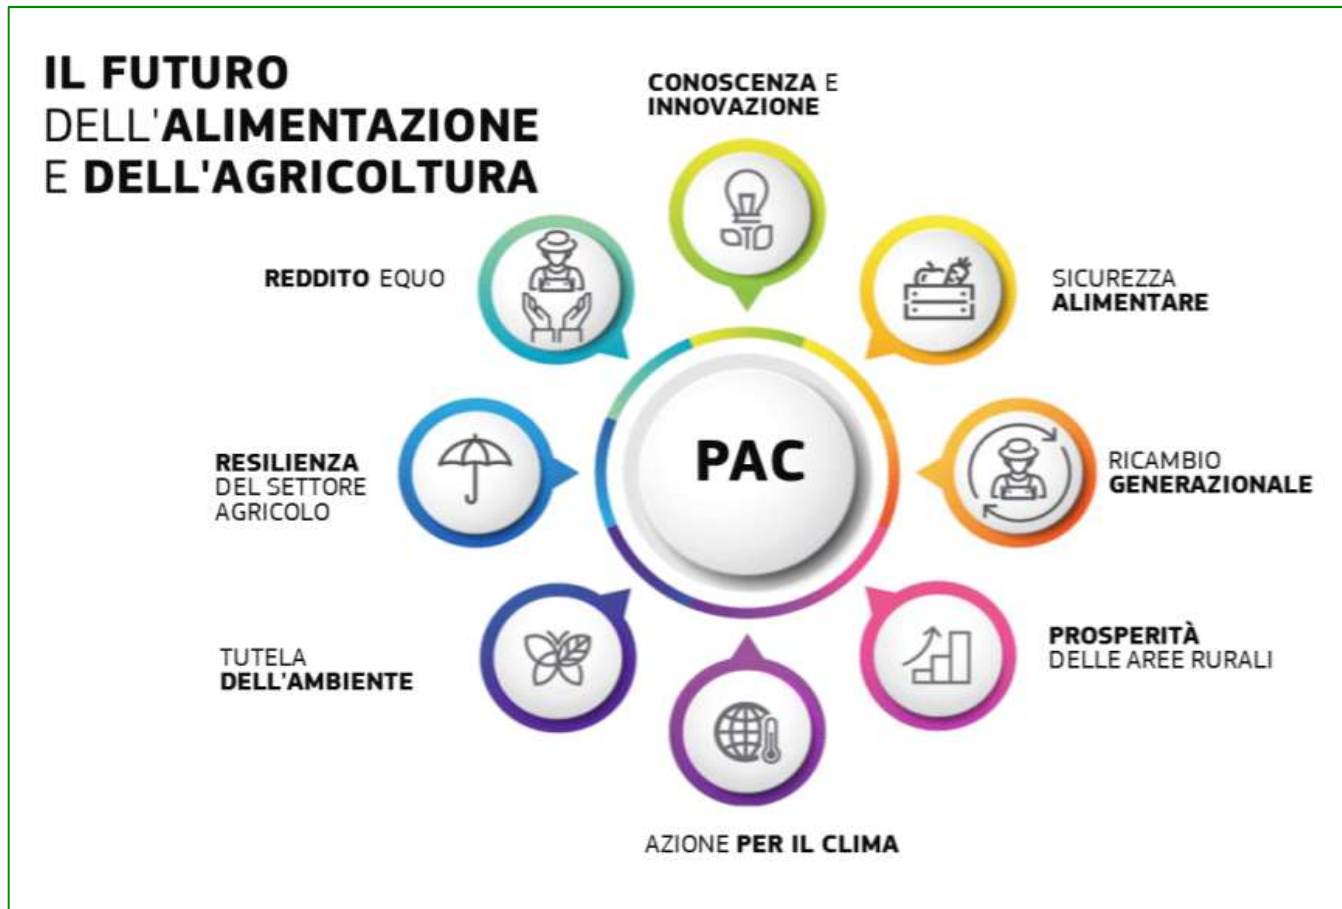 IL FUTURO
DELL'ALIMENTAZIONE
E DELL'AGRICOLTURA
CONOSCENZA E
INNOVAZIONE
SICUREZZA
ALIMENTARE
RICAMBIO
GENERAZIONALE
PROSPERITÀ
DELLE AREE RURALI
AZIONE PER IL CLIMA
TUTELA
DELL'AMBIENTE
RESILIENZA
DEL SETTORE
AGRICOLO
REDDITO EQUO
PAC